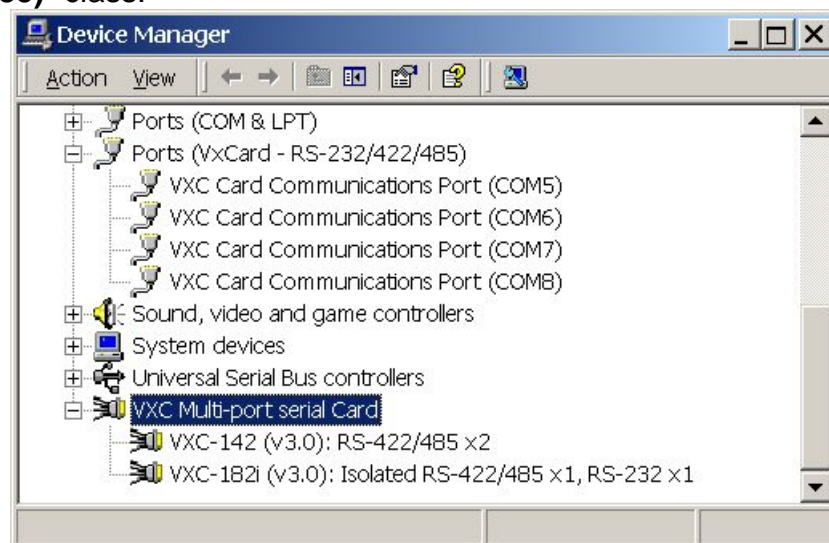 class.
Device Manager
Action View
Ports (COM & LPT)
Ports (VxCard - RS-232/422/485)
VXC Card Communications Port (COM5)
VXC Card Communications Port (COM6)
VXC Card Communications Port (COM7)
VXC Card Communications Port (COM8)
Sound, video and game controllers
System devices
Universal Serial Bus controllers
VXC Multi-port serial Card
VXC-142 (v3.0): RS-422/485 x2
VXC-182i (v3.0): Isolated RS-422/485 x1, RS-232 x1